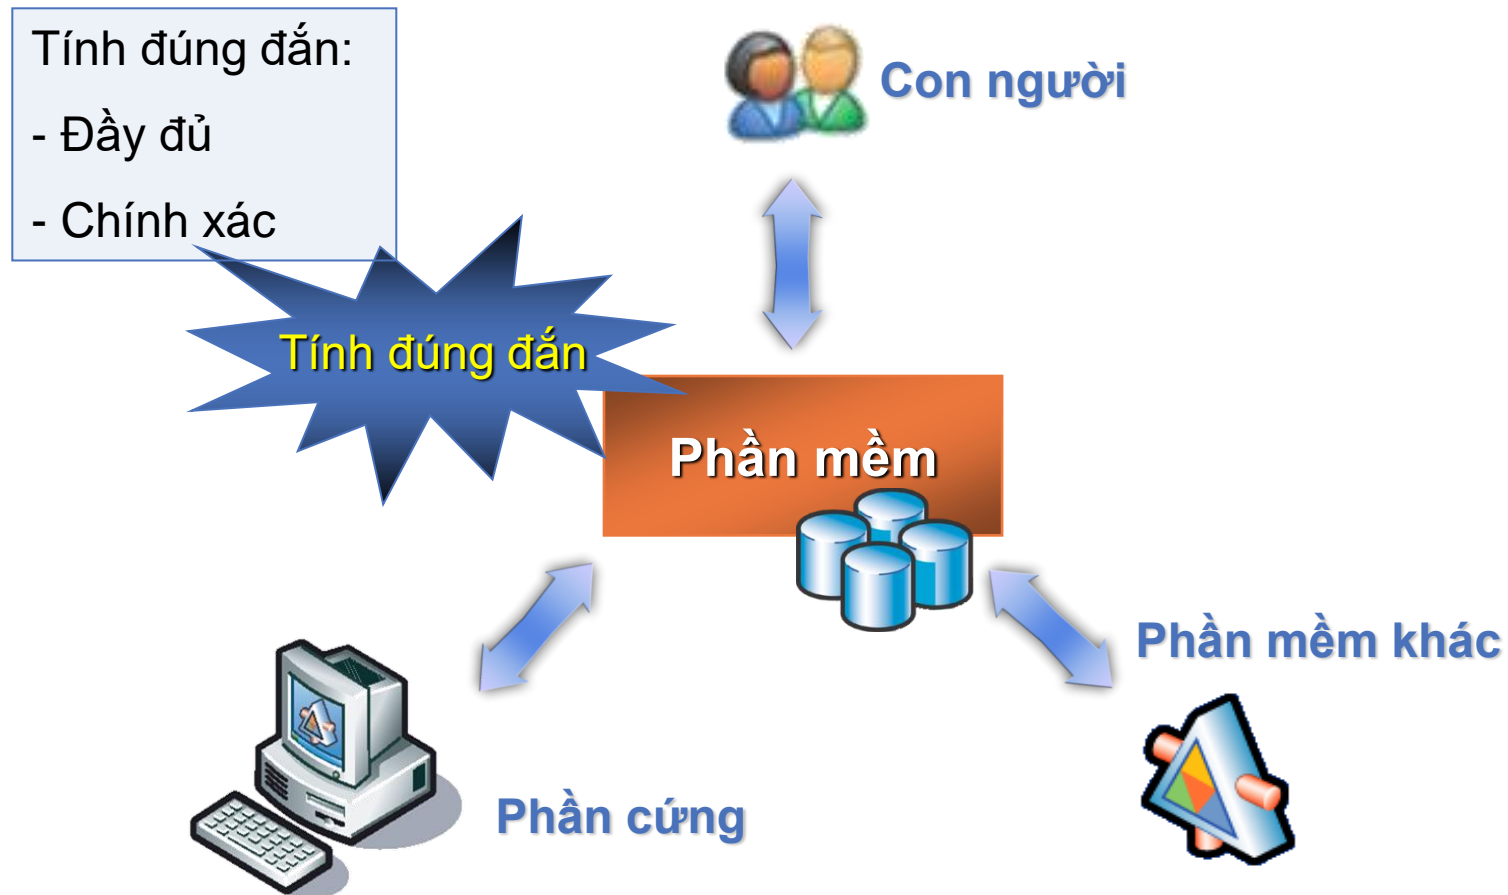 Tính đúng đắn:
- Đầy đủ
- Chính xác
Con người
Tính đúng đắn
Phần mềm
Phần mềm khác
Phần cứng